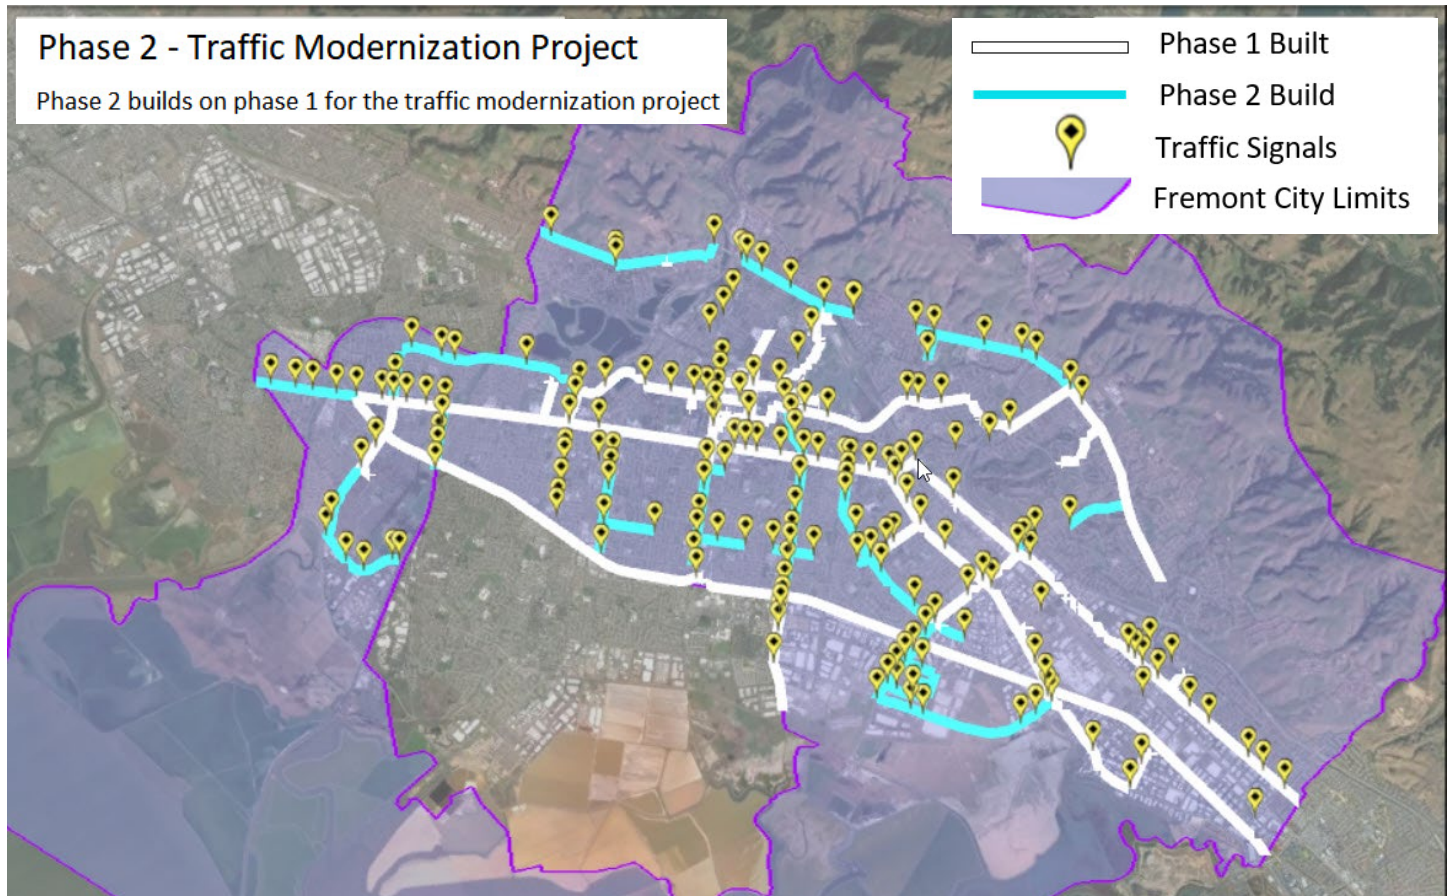 Phase 2 - Traffic Modernization Project
Phase 2 builds on phase 1 for the traffic modernization project
Phase 1 Built
Phase 2 Build
Traffic Signals
Fremont City Limits